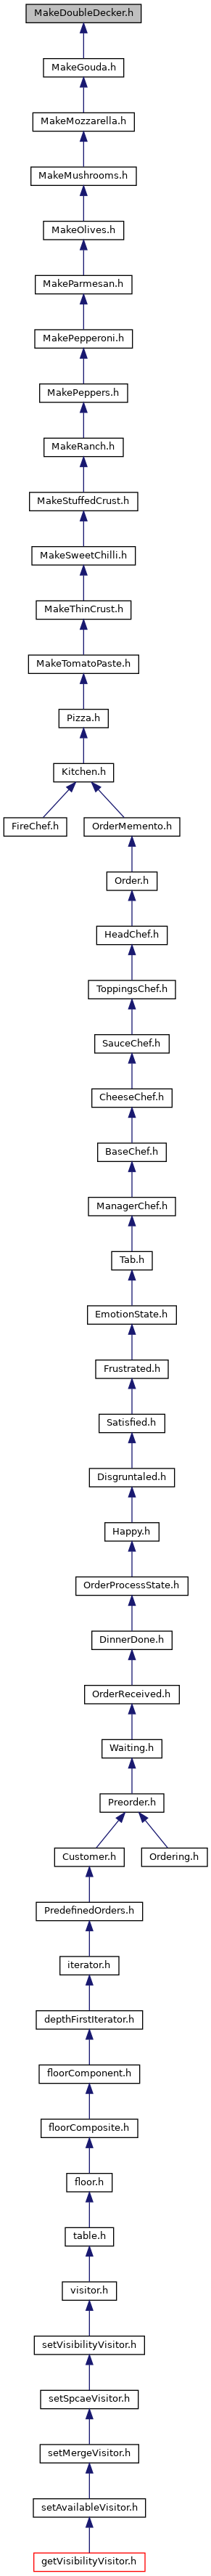 MakeDoubleDecker.h
MakeGouda.h
MakeMozzarella.h
MakeMushrooms.h
MakeOlives.h
MakeParmesan.h
MakePepperoni.h
MakePeppers.h
MakeRanch.h
MakeStuffedCrust.h
MakeSweetChilli.h
MakeThinCrust.h
MakeTomatoPaste.h
Pizza.h
Kitchen.h
FireChef.h
OrderMemento.h
Order.h
HeadChef.h
ToppingsChef.h
SauceChef.h
CheeseChef.h
BaseChef.h
ManagerChef.h
Tab.h
EmotionState.h
Frustrated.h
Satisfied.h
Disgruntaled.h
Happy.h
OrderProcessState.h
DinnerDone.h
OrderReceived.h
Waiting.h
Preorder.h
Customer.h
Ordering.h
PredefinedOrders.h
iterator.h
depthFirstIterator.h
floorComponent.h
floorComposite.h
floor.h
table.h
visitor.h
setVisibilityVisitor.h
setSpcaeVisitor.h
setMergeVisitor.h
setAvailableVisitor.h
getVisibilityVisitor.h